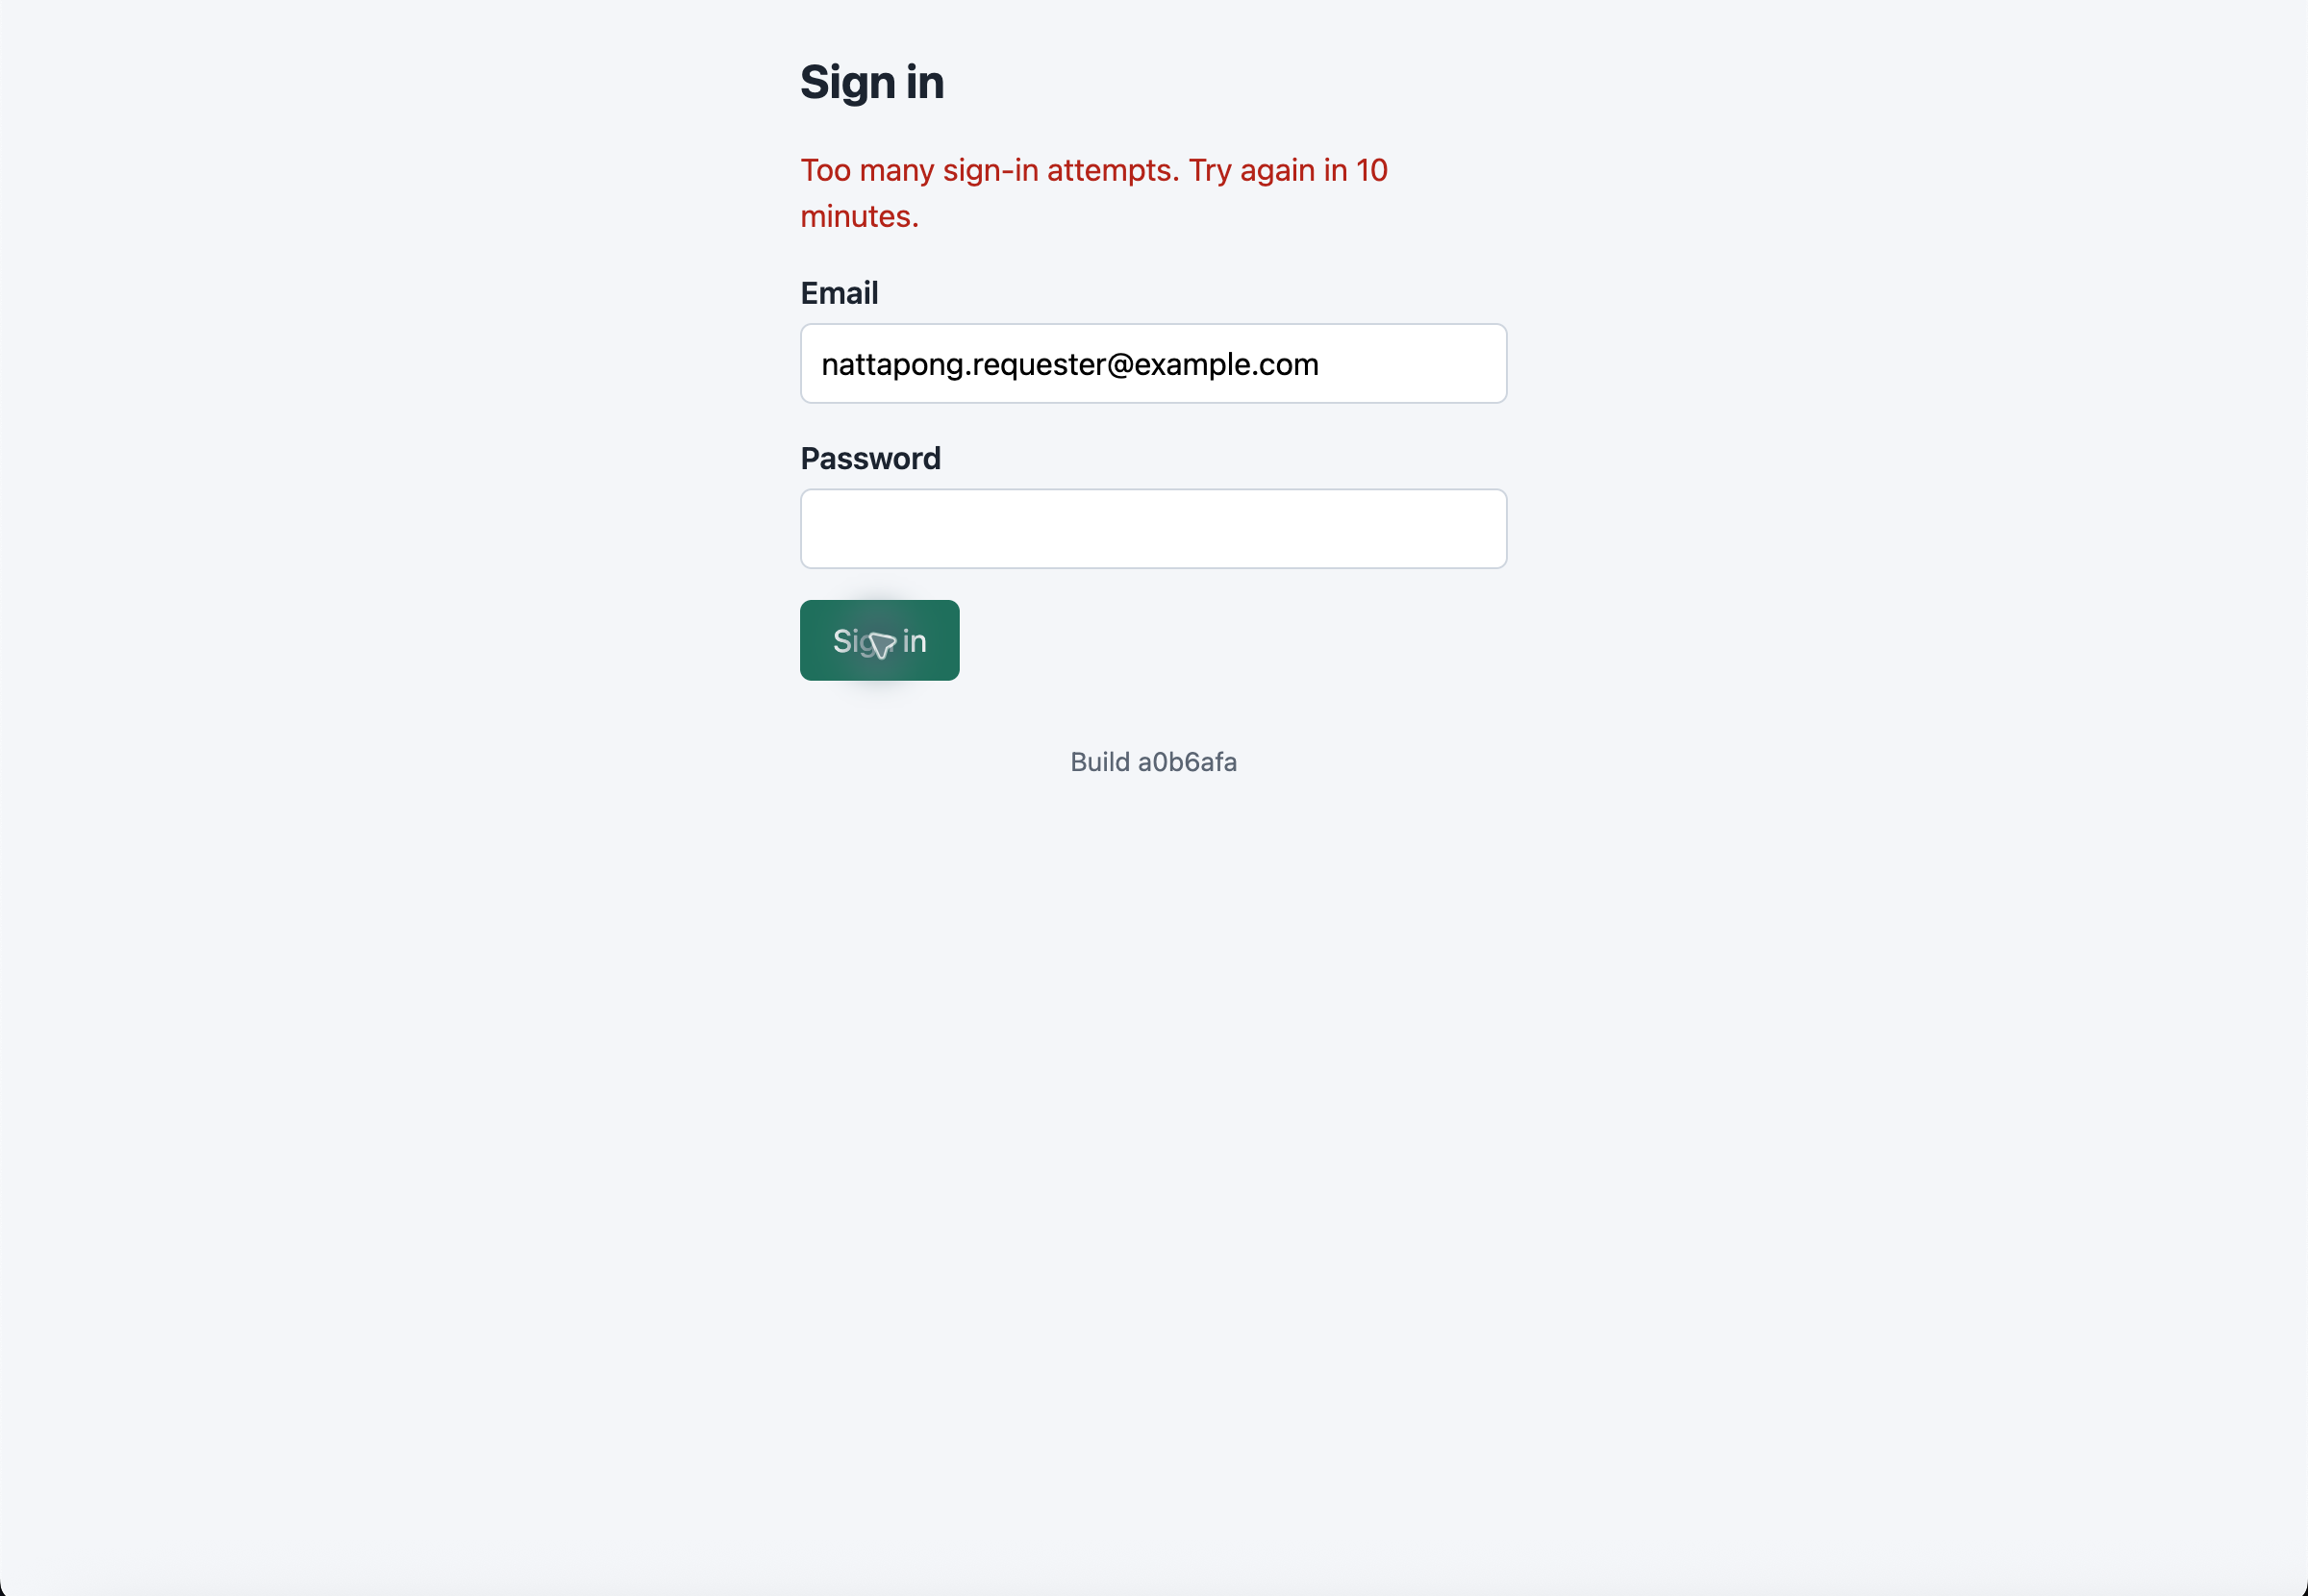 Sign in
Too many sign-in attempts. Try again in 10
minutes.
Email
nattapong.requester@example.com
Password
Sign in
Build a0b6afa